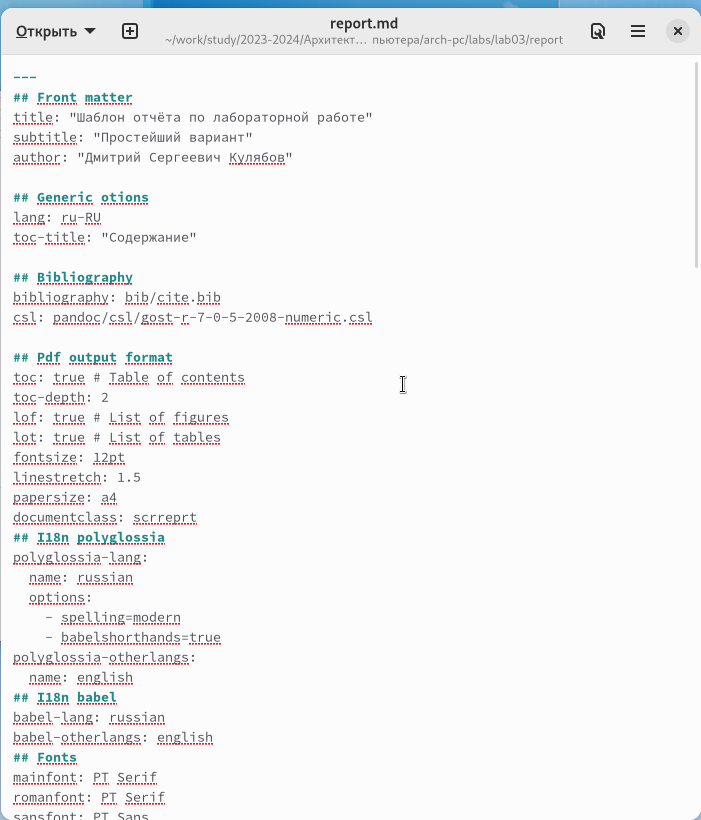 Открыть
report.md
~/work/study/2023-2024/Архитект... пьютера/arch-pc/labs/lab03/report
---
## Front matter
title: "Шаблон отчёта по лабораторной работе"
subtitle: "Простейший вариант"
author: "Дмитрий Сергеевич Кулябов"
## Generic otions
lang: ru-RU
toc-title: "Содержание"
## Bibliography
bibliography: bib/cite.bib
csl: pandoc/csl/gost-r-7-0-5-2008-numeric.csl
## Pdf output format
toc: true # Table of contents
toc-depth: 2
lof: true # List of figures
lot: true # List of tables
fontsize: 12pt
linestretch: 1.5
papersize: a4
documentclass: scrreprt
## I18n polyglossia
polyglossia-lang:
  name: russian
  options:
    - spelling=modern
    - babelshorthands=true
polyglossia-otherlangs:
  name: english
## I18n babel
babel-lang: russian
babel-otherlangs: english
## Fonts
mainfont: PT Serif
romanfont: PT Serif
sansfont: PT Sans